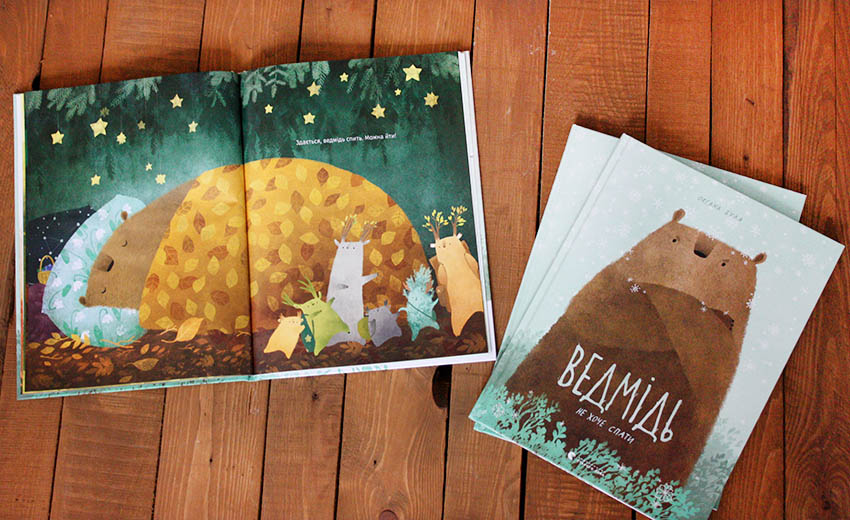 Здається, ведмідь спить. Можна йти!
ОКСАНА БУЛА
ВЕДМІДЬ
НЕ ХОЧЕ СПАТИ